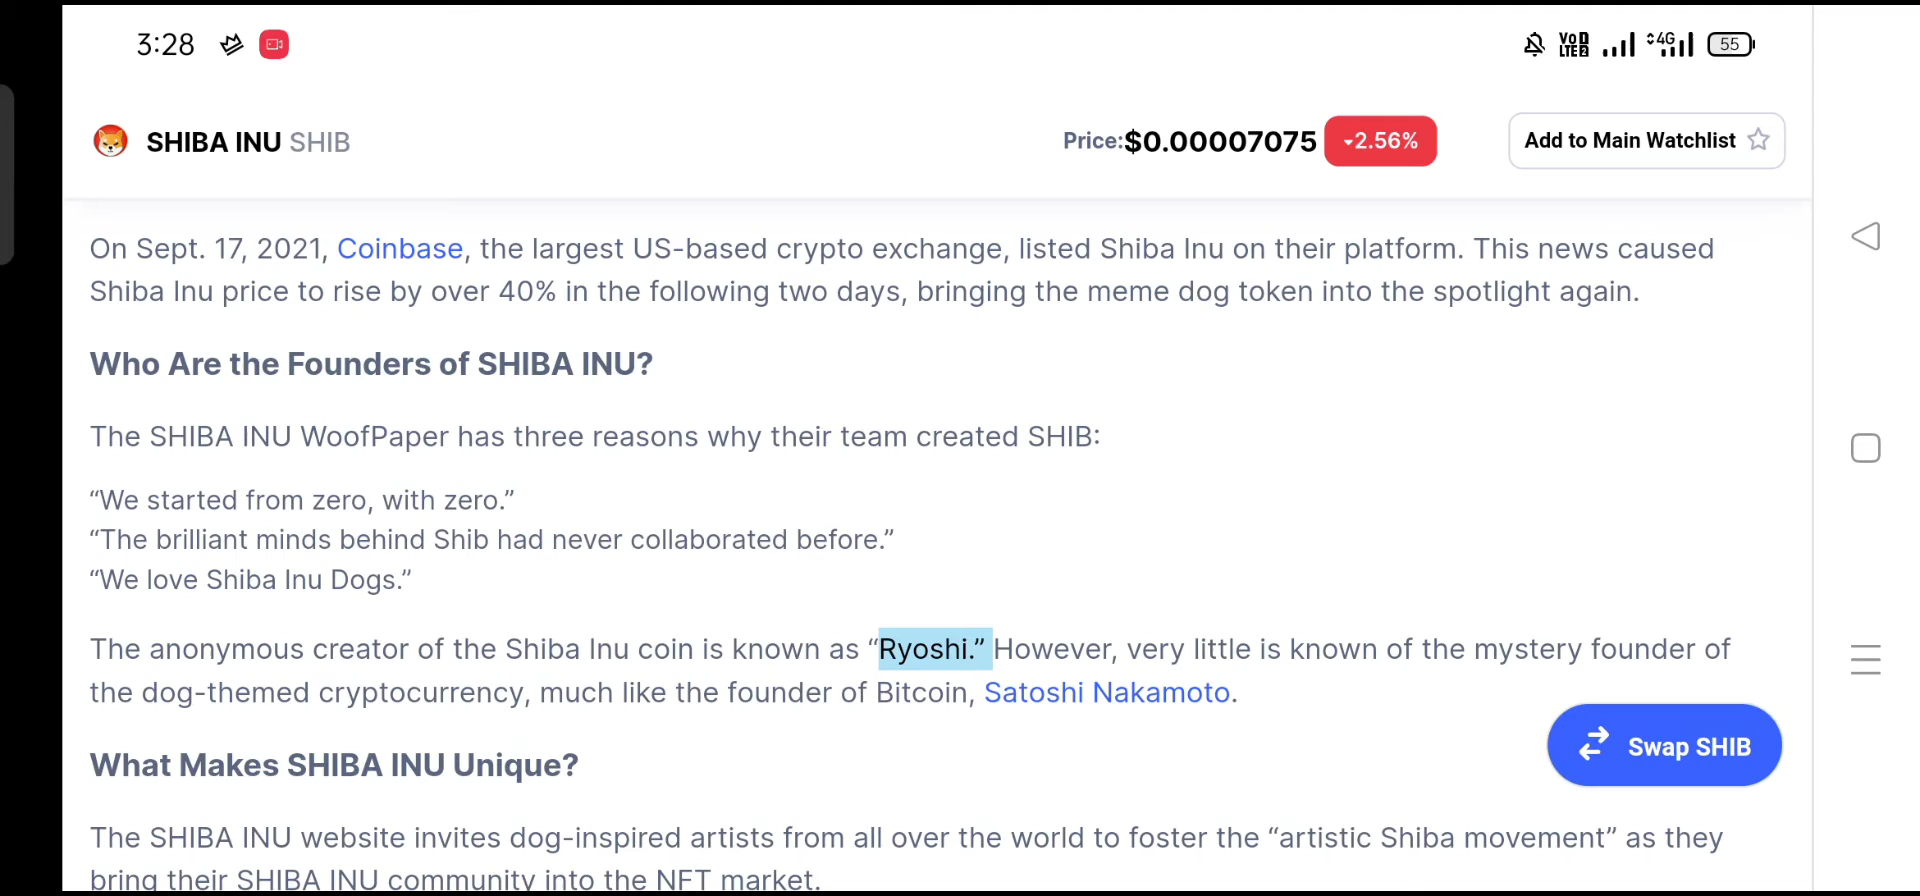 3:28
VoD LTE2 4G 55
SHIBA INU SHIB Price:$0.00007075 -2.56% Add to Main Watchlist
On Sept. 17, 2021, Coinbase, the largest US-based crypto exchange, listed Shiba Inu on their platform. This news caused
Shiba Inu price to rise by over 40% in the following two days, bringing the meme dog token into the spotlight again.
Who Are the Founders of SHIBA INU?
The SHIBA INU WoofPaper has three reasons why their team created SHIB:
“We started from zero, with zero.”
“The brilliant minds behind Shib had never collaborated before.”
“We love Shiba Inu Dogs.”
The anonymous creator of the Shiba Inu coin is known as “Ryoshi.” However, very little is known of the mystery founder of
the dog-themed cryptocurrency, much like the founder of Bitcoin, Satoshi Nakamoto.
Swap SHIB
What Makes SHIBA INU Unique?
The SHIBA INU website invites dog-inspired artists from all over the world to foster the “artistic Shiba movement” as they
bring their SHIBA INU community into the NFT market.